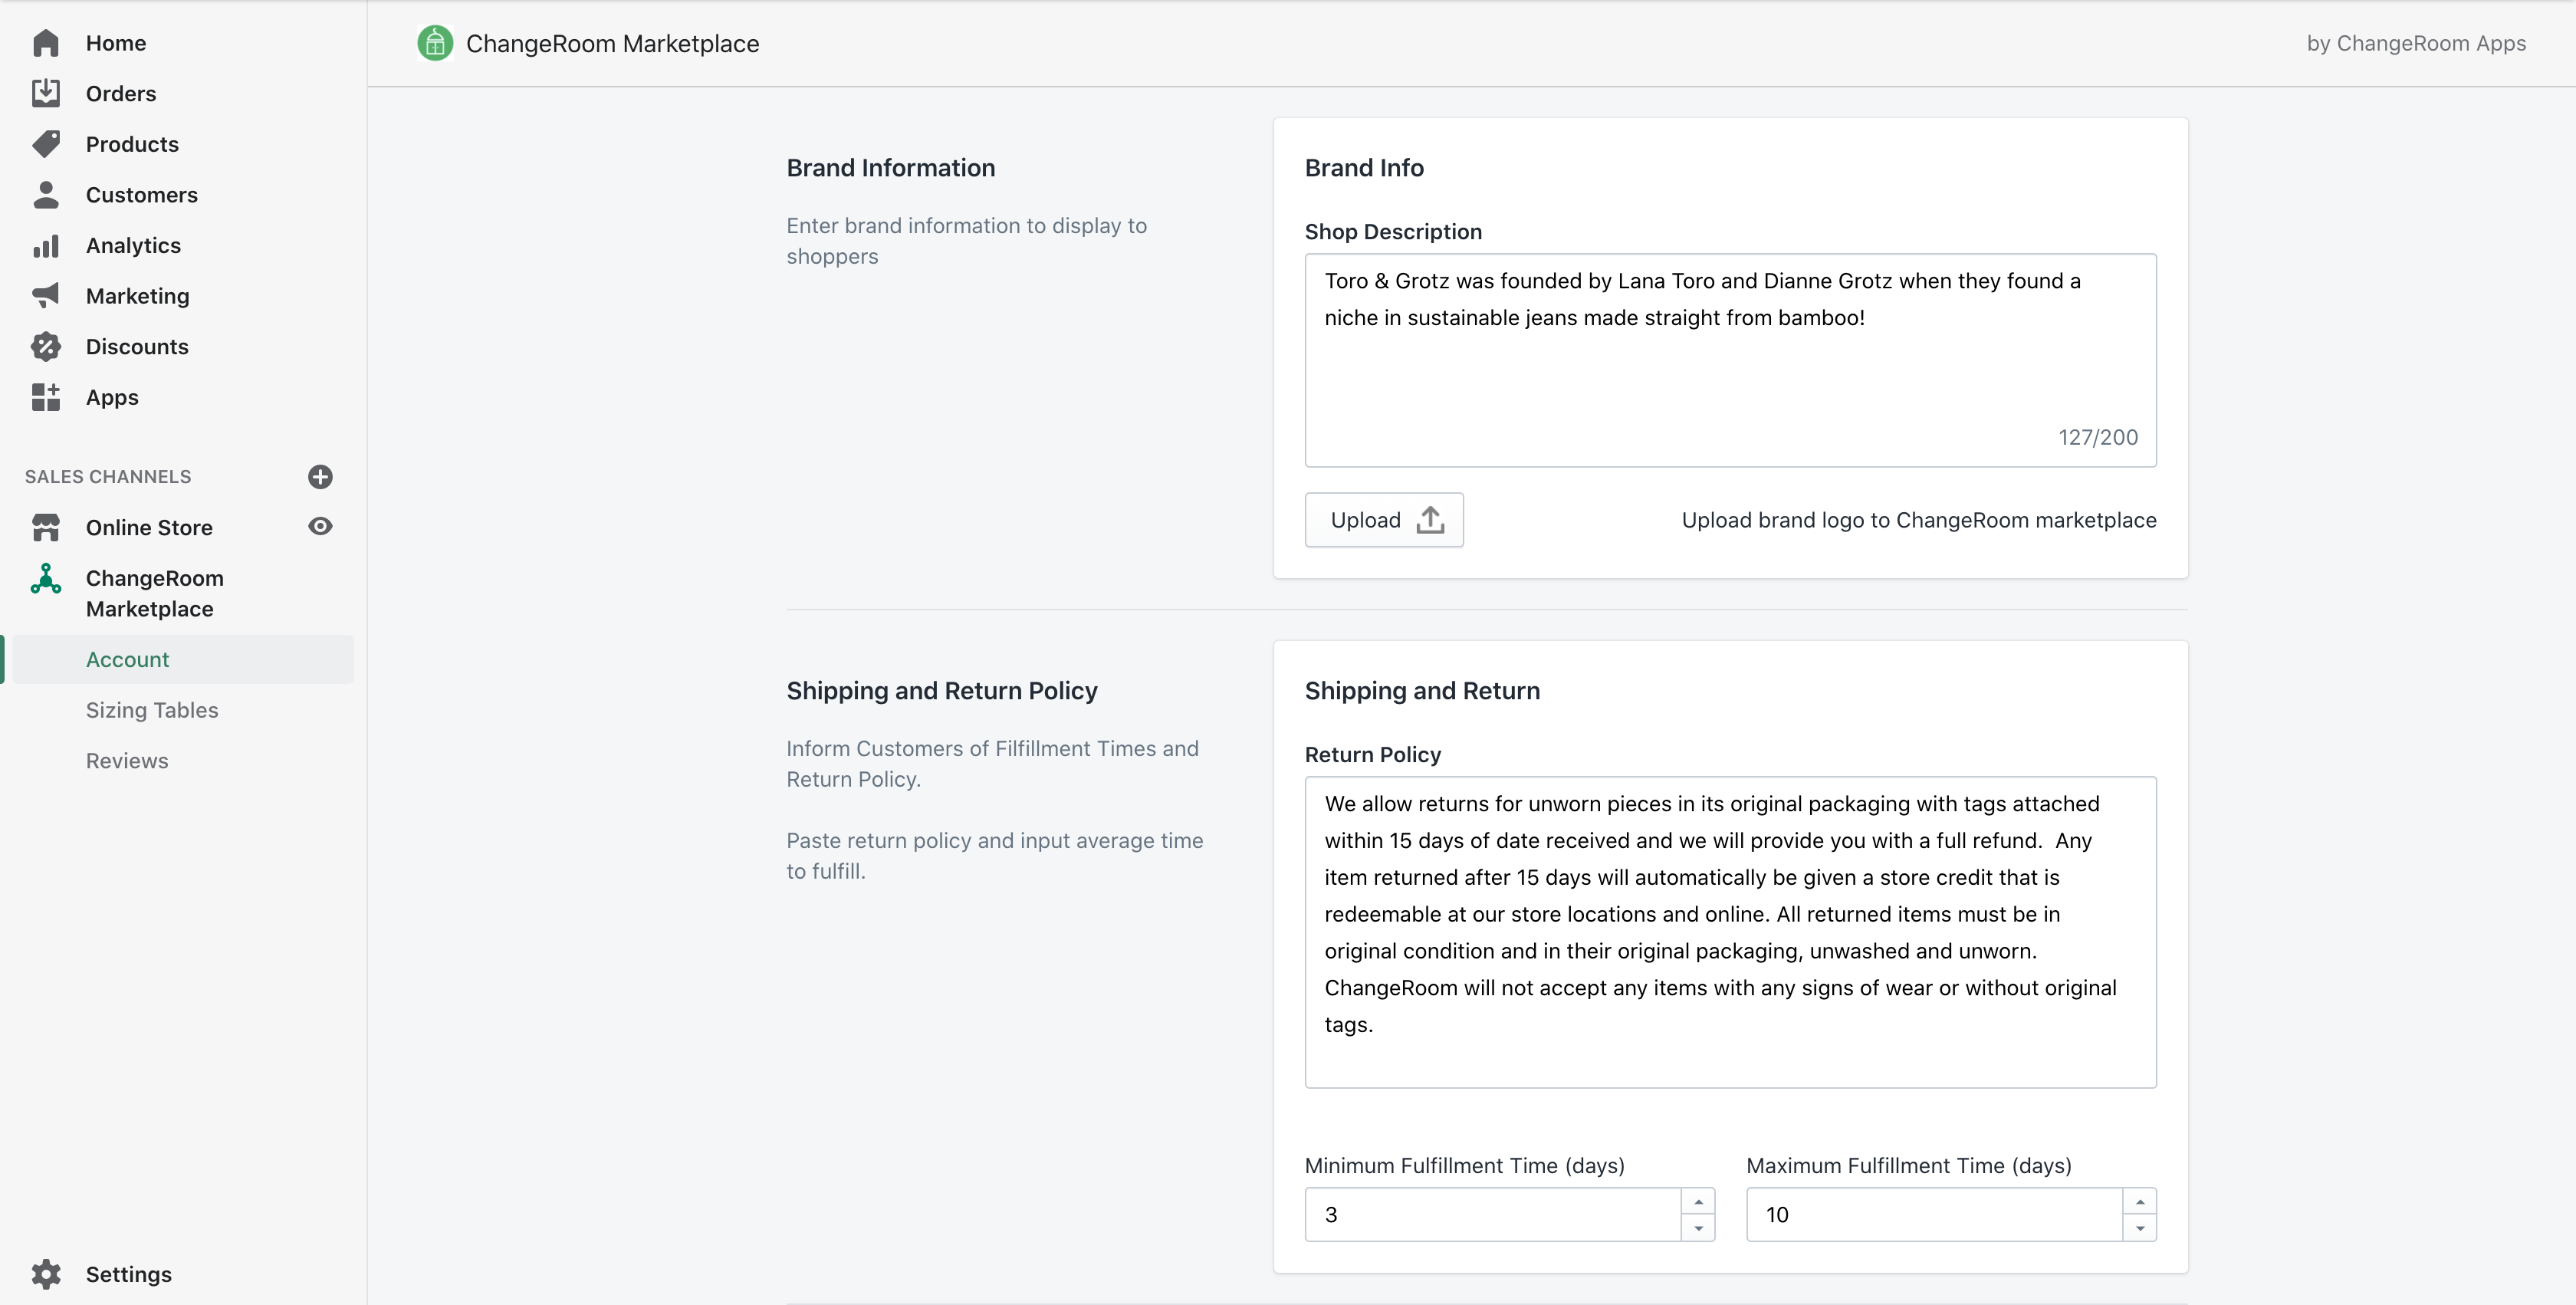 Home
Orders
Products
Customers
Analytics
Marketing
Discounts
Apps
SALES CHANNELS
Online Store
ChangeRoom
Marketplace
Account
Sizing Tables
Reviews
Settings
ChangeRoom Marketplace
by ChangeRoom Apps
Brand Information
Enter brand information to display to
shoppers
Brand Info
Shop Description
Toro & Grotz was founded by Lana Toro and Dianne Grotz when they found a
niche in sustainable jeans made straight from bamboo!
127/200
Upload
Upload brand logo to ChangeRoom marketplace
Shipping and Return Policy
Inform Customers of Filfillment Times and
Return Policy.
Paste return policy and input average time
to fulfill.
Shipping and Return
Return Policy
We allow returns for unworn pieces in its original packaging with tags attached
within 15 days of date received and we will provide you with a full refund.  Any
item returned after 15 days will automatically be given a store credit that is
redeemable at our store locations and online. All returned items must be in
original condition and in their original packaging, unwashed and unworn.
ChangeRoom will not accept any items with any signs of wear or without original
tags.
Minimum Fulfillment Time (days)
3
Maximum Fulfillment Time (days)
10